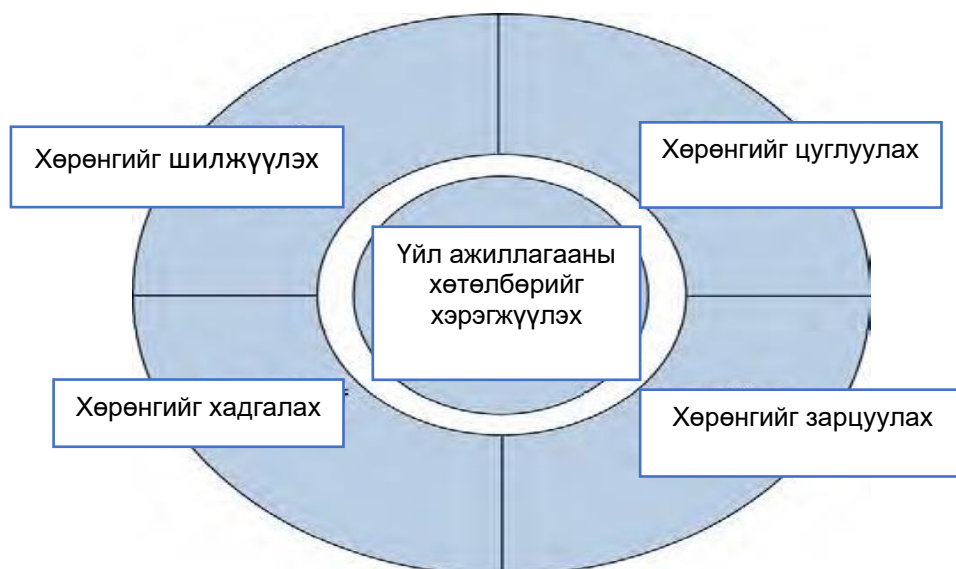 Хөрөнгийг шилжүүлэх
Хөрөнгийг цуглуулах
Үйл ажиллагааны
хөтөлбөрийг
хэрэгжүүлэх
Хөрөнгийг хадгалах
Хөрөнгийг зарцуулах